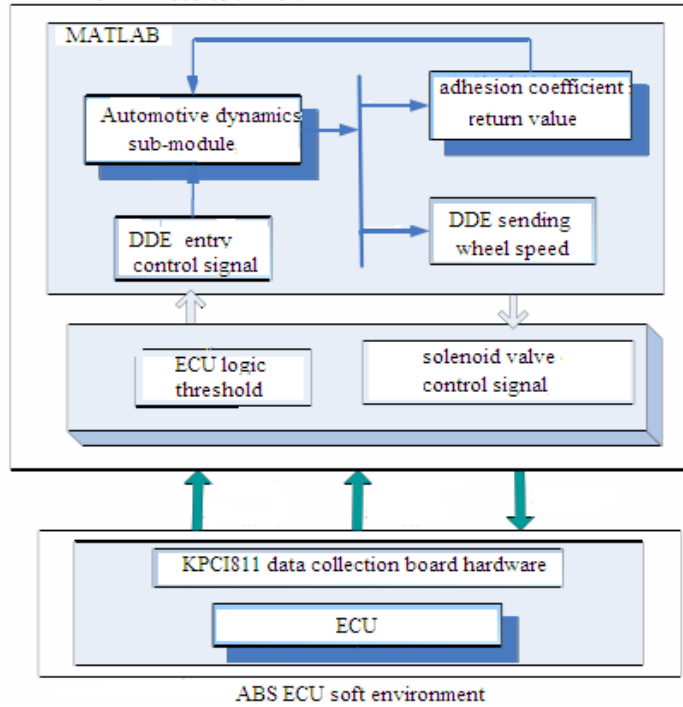 MATLAB
Automotive dynamics
sub-module
adhesion coefficient
return value
DDE entry
control signal
DDE sending
wheel speed
ECU logic
threshold
solenoid valve
control signal
KPCI811 data collection board hardware
ECU
ABS ECU soft environment